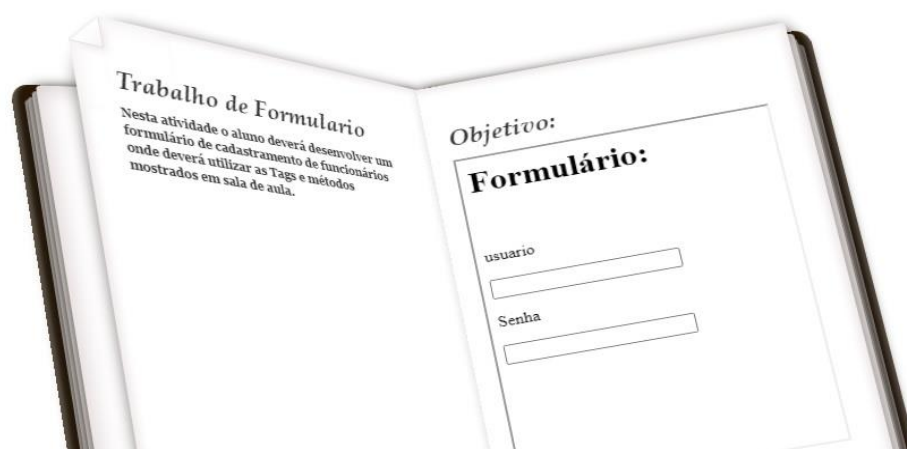 Trabalho de Formulario
Nesta atividade o aluno deverá desenvolver um
formulário de cadastramento de funcionários
onde deverá utilizar as Tags e métodos
mostrados em sala de aula.
Objetivo:
Formulário:
usuario
Senha